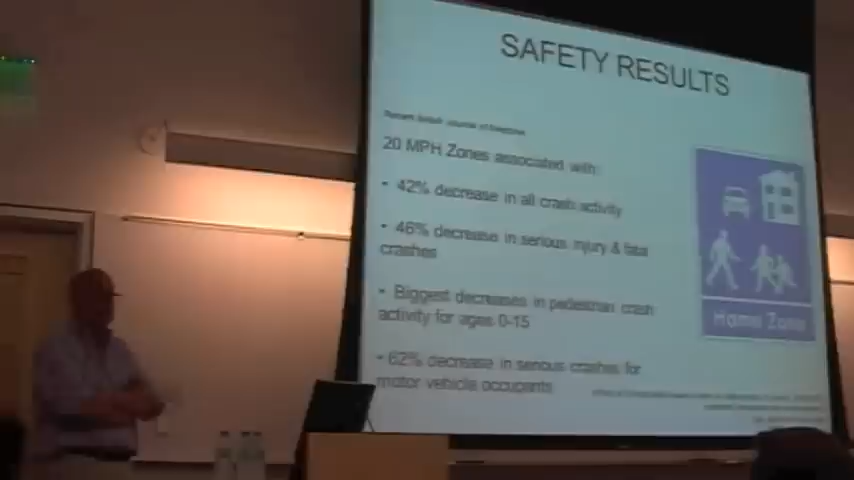 SAFETY RESULTS
20 MPH Zones associated with:
• 42% decrease in all crash activity
• 46% decrease in serious injury & fatal
crashes
• Biggest decreases in pedestrian crash
activity for ages 0-15
• 62% decrease in serious crashes for
motor vehicle occupants
Home Zone